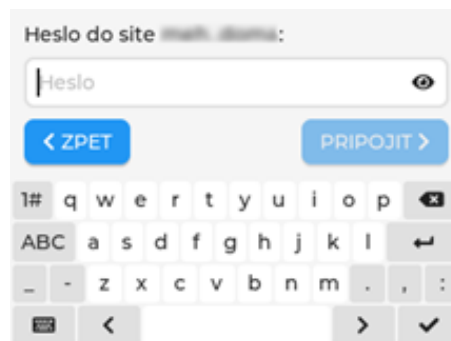 Heslo do site :
Heslo
< ZPET PRIPOJIT >
1# q w e r t y u i o p
ABC a s d f g h j k l
_ - z x c v b n m . , :
< >